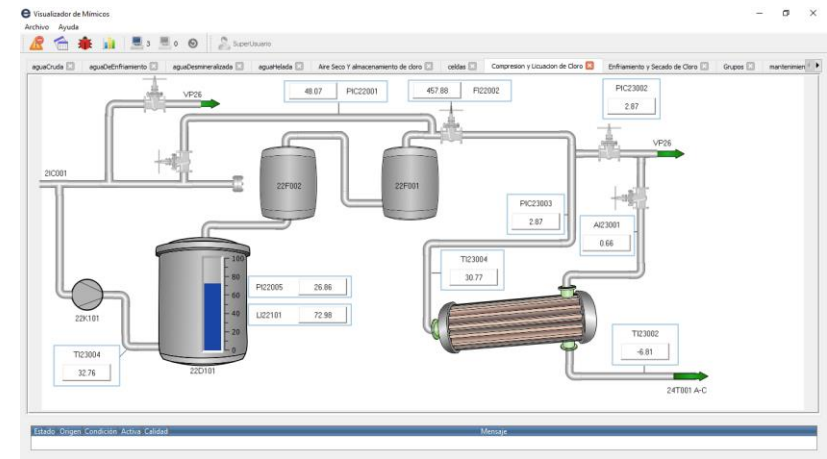 Visualizador de Mímicos
Archivo Ayuda
3 0 SuperUsuario
aguaCruda aguaDeEnfriamiento aguaDesmineralizada aguaHelada Aire Seco Y almacenamiento de cloro celdas Compresion y Licuacion de Cloro Enfriamiento y Secado de Cloro Grupos mantenimien
VP26
48.07 PIC22001
457.88 FI22002
PIC23002
2.87
VP26
21C001
22F002
22F001
PIC23003
2.87
AI23001
0.66
TI23004
30.77
100
80
60
40
20
0
PI22005 26.86
LI22101 72.98
22K101
TI23004
32.76
22D101
TI23002
-6.81
24T001 A-C
Estado Origen Condición Activa Calidad Mensaje